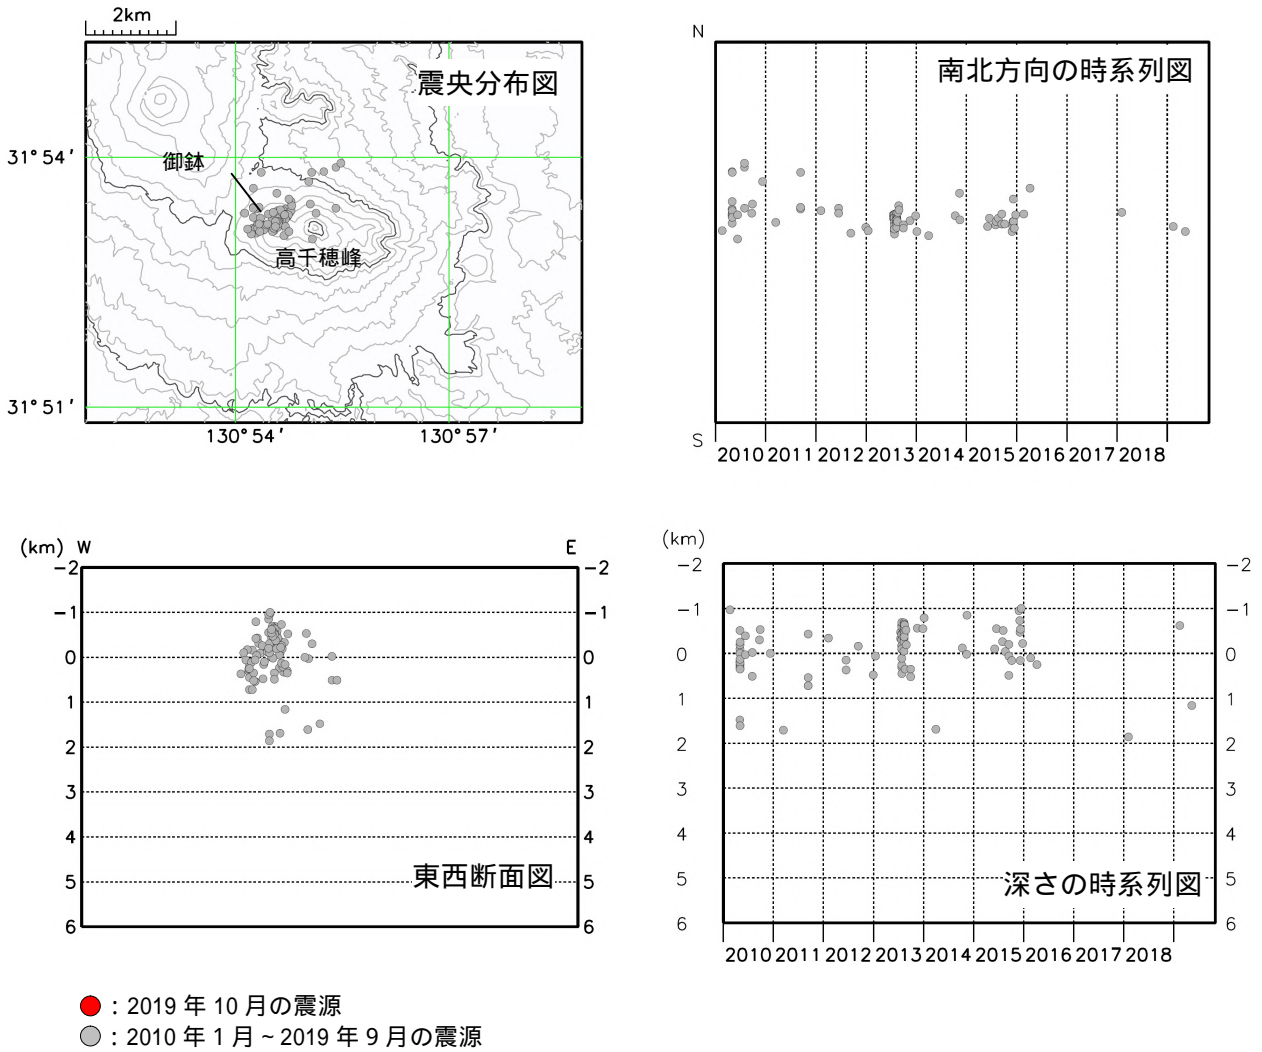 2km
震央分布図
31°54′
御鉢
高千穂峰
31°51′
130°54′
130°57′
N
南北方向の時系列図
S
2010 2011 2012 2013 2014 2015 2016 2017 2018
(km) W E
-2 -2
-1 -1
0 0
1 1
2 2
3 3
4 4
5 5
6 6
東西断面図
(km)
-2 -2
-1 -1
0 0
1 1
2 2
3 3
4 4
5 5
6 6
深さの時系列図
2010 2011 2012 2013 2014 2015 2016 2017 2018
：2019 年 10 月の震源
：2010 年 1 月~2019 年 9 月の震源